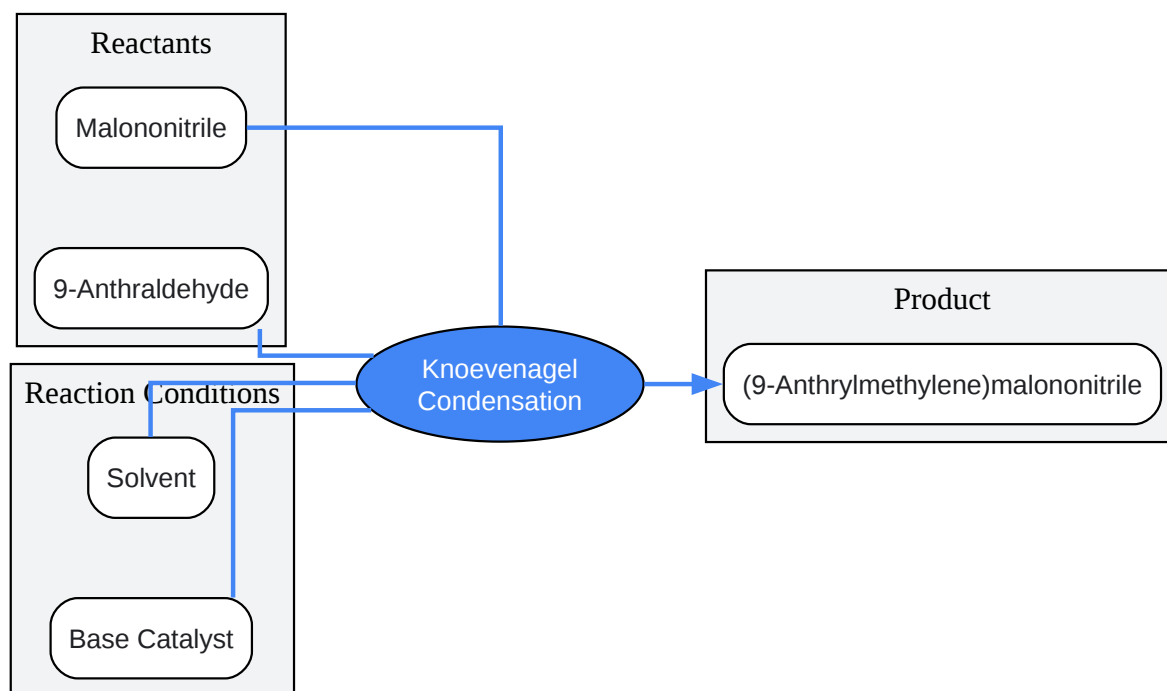 Reactants
Malononitrile
9-Anthraldehyde
Reaction Conditions
Solvent
Base Catalyst
Knoevenagel
Condensation
Product
(9-Anthrylmethylene)malononitrile